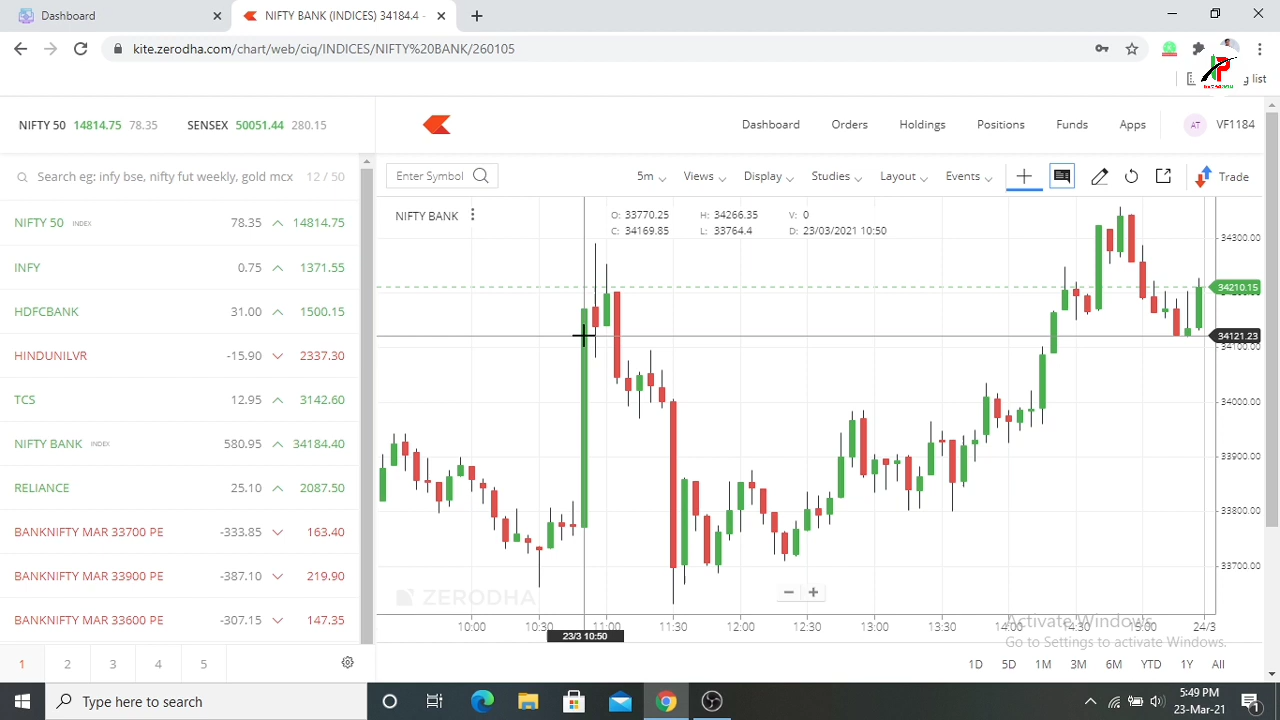 Dashboard
NIFTY BANK (INDICES) 34184.4 -
kite.zerodha.com/chart/web/ciq/INDICES/NIFTY%20BANK/260105
list
NIFTY 50 14814.75 78.35 SENSEX 50051.44 280.15
Dashboard Orders Holdings Positions Funds Apps AT VF1184
Search eg: infy bse, nifty fut weekly, gold mcx 12 / 50
Enter Symbol 5m Views Display Studies Layout Events Trade
NIFTY 50 INDEX 78.35 14814.75
INFY 0.75 1371.55
HDFCBANK 31.00 1500.15
HINDUNILVR -15.90 2337.30
TCS 12.95 3142.60
NIFTY BANK INDEX 580.95 34184.40
RELIANCE 25.10 2087.50
BANKNIFTY MAR 33700 PE -333.85 163.40
BANKNIFTY MAR 33900 PE -387.10 219.90
BANKNIFTY MAR 33600 PE -307.15 147.35
1 2 3 4 5
NIFTY BANK
O: 33770.25 H: 34266.35 V: 0
C: 34169.85 L: 33764.4 D: 23/03/2021 10:50
34300.00
34210.15
34121.23
34000.00
33900.00
33800.00
33700.00
ZERODHA
10:00 10:30 11:00 11:30 12:00 12:30 13:00 13:30 14:00 14:30 15:00 24/3
23/3 10:50
Activate Windows
Go to Settings to activate Windows.
1D 5D 1M 3M 6M YTD 1Y All
Type here to search
5:49 PM
23-Mar-21
1